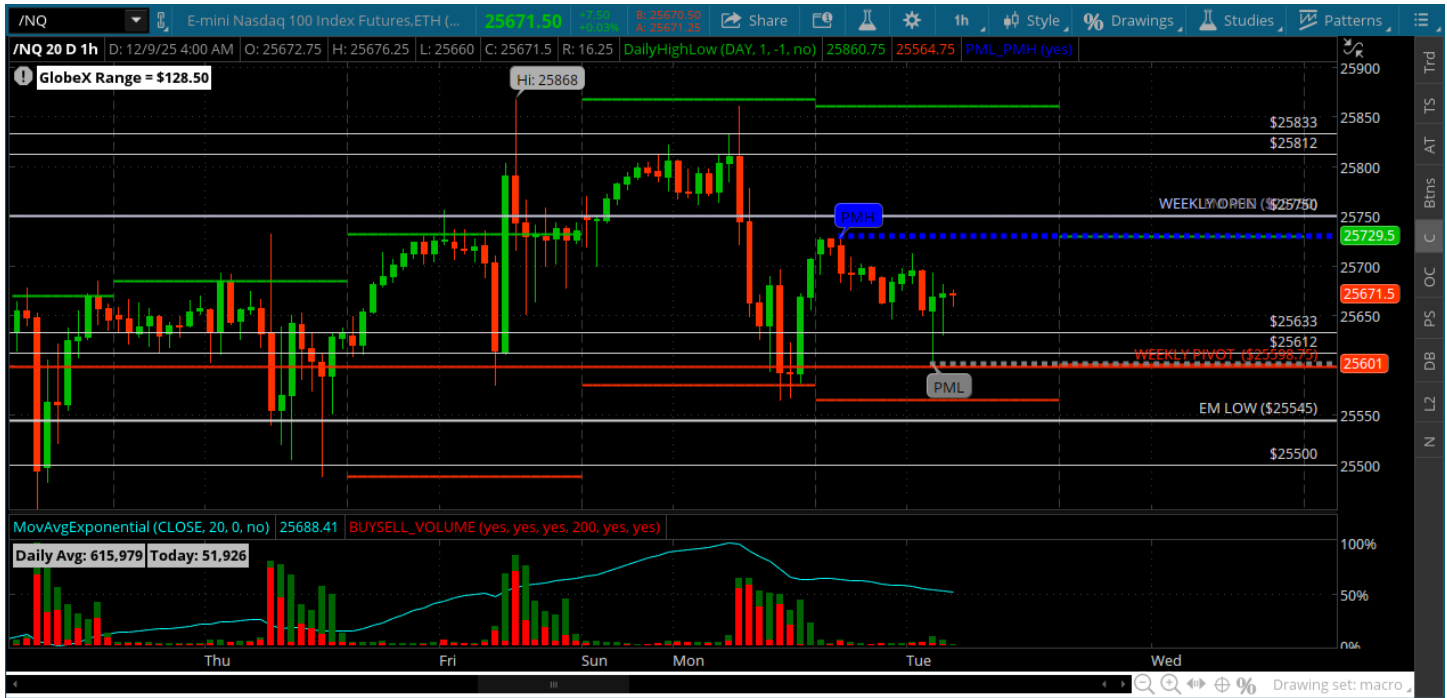 /NQ E-mini Nasdaq 100 Index Futures,ETH (... 25671.50 +7.50 +0.03% B: 25670.50 A: 25671.25 Share 1h Style % Drawings Studies Patterns
/NQ 20 D 1h D: 12/9/25 4:00 AM O: 25672.75 H: 25676.25 L: 25660 C: 25671.5 R: 16.25 DailyHighLow (DAY, 1, -1, no) 25860.75 25564.75 PML_PMH (yes)
GlobeX Range = $128.50
Hi: 25868
25900
25850
$25833
$25812
25800
WEEKLY OPEN ($25750)
25750
PMH
25729.5
25700
25671.5
25650
$25633
$25612
WEEKLY PIVOT ($25598.75)
25601
PML
EM LOW ($25545)
25550
$25500
25500
MovAvgExponential (CLOSE, 20, 0, no) 25688.41 BUYSELL_VOLUME (yes, yes, yes, 200, yes, yes)
Daily Avg: 615,979 Today: 51,926
100%
50%
0%
Thu Fri Sun Mon Tue Wed
Drawing set: macro
Trd
TS
AT
Btns
C
OC
PS
DB
L2
N